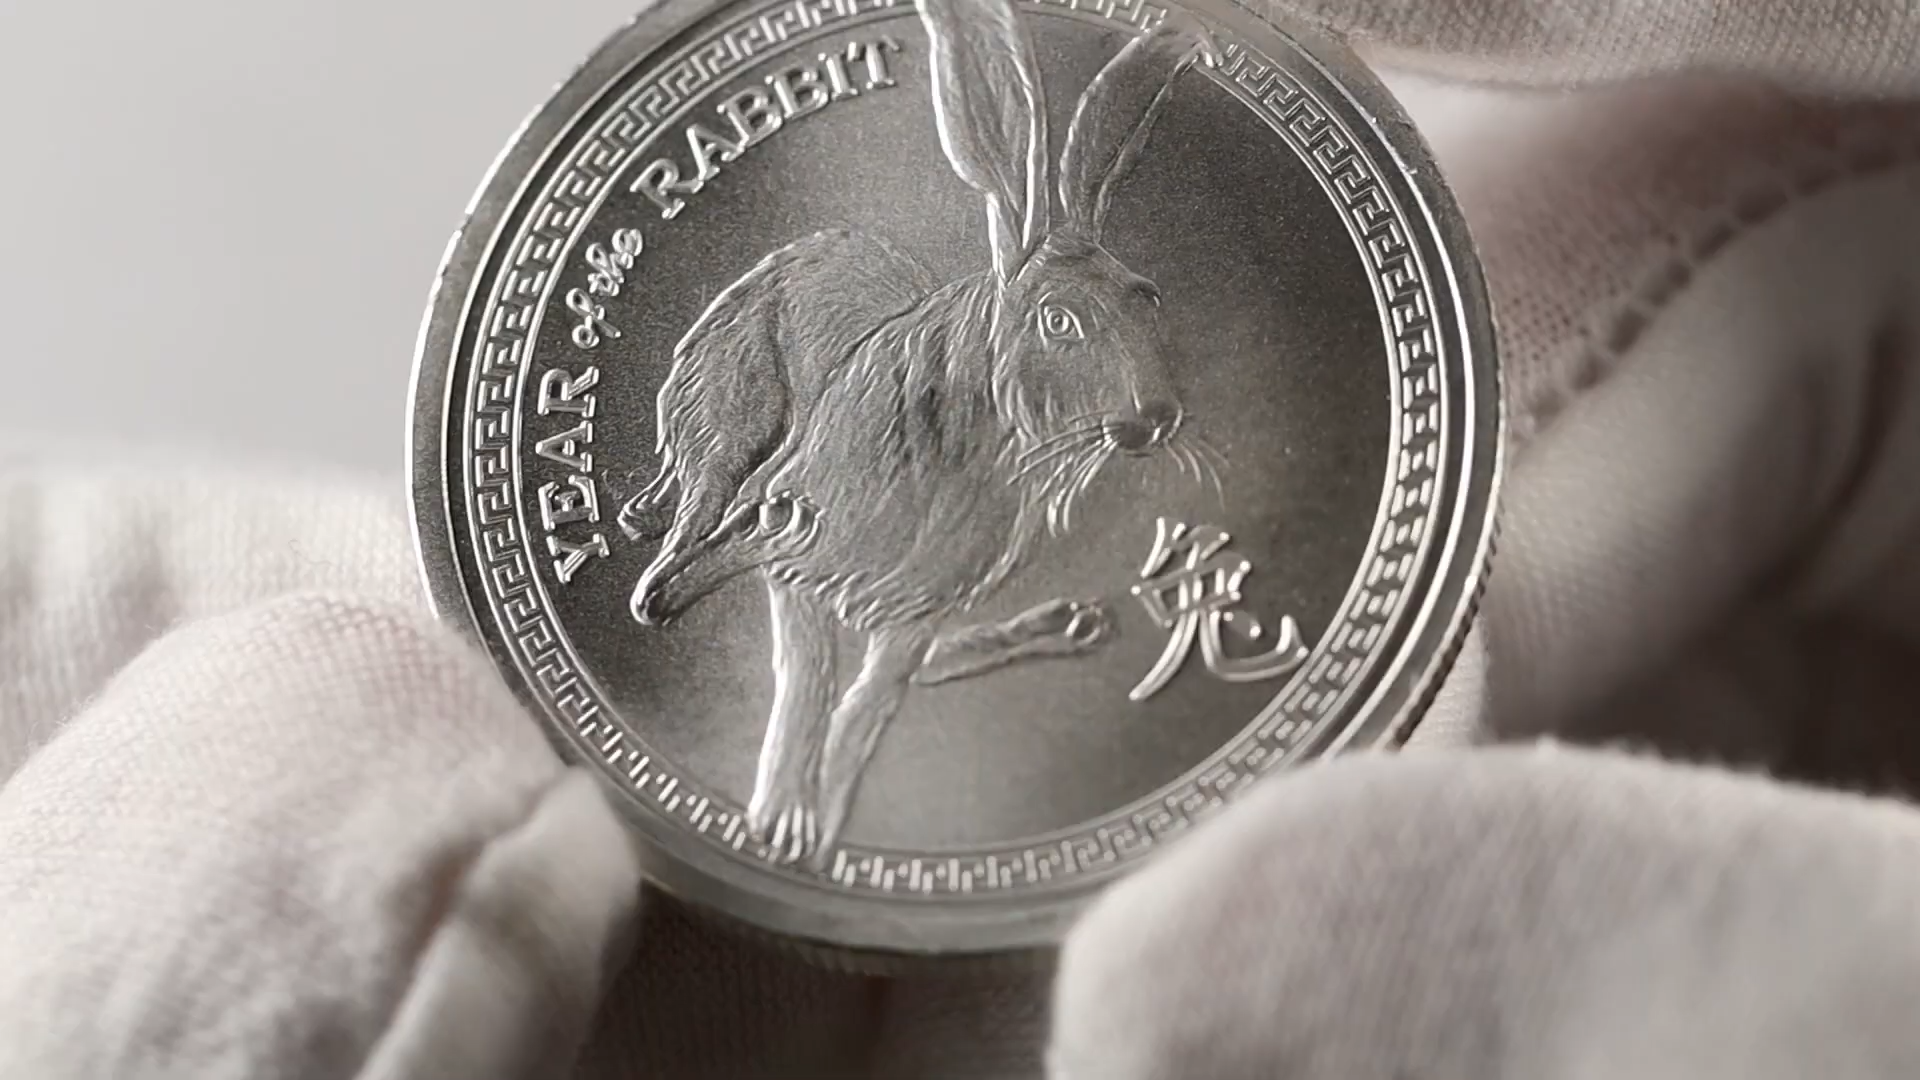 YEAR of the RABBIT
兔